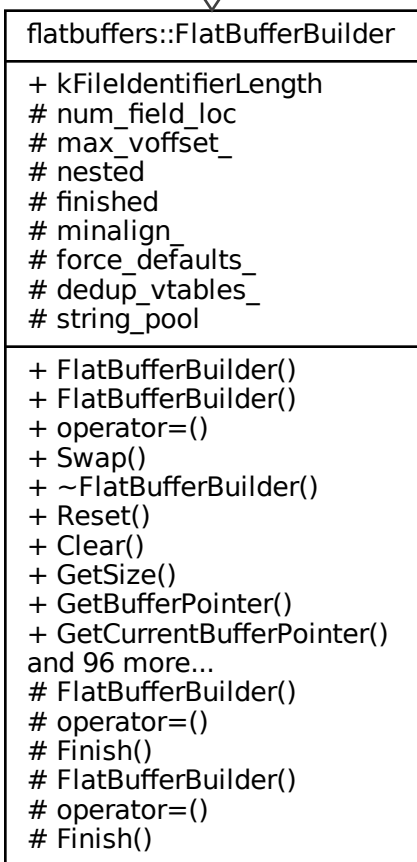 flatbuffers::FlatBufferBuilder
+ kFileIdentifierLength
# num_field_loc
# max_voffset_
# nested
# finished
# minalign_
# force_defaults_
# dedup_vtables_
# string_pool
+ FlatBufferBuilder()
+ FlatBufferBuilder()
+ operator=()
+ Swap()
+ ~FlatBufferBuilder()
+ Reset()
+ Clear()
+ GetSize()
+ GetBufferPointer()
+ GetCurrentBufferPointer()
and 96 more...
# FlatBufferBuilder()
# operator=()
# Finish()
# FlatBufferBuilder()
# operator=()
# Finish()